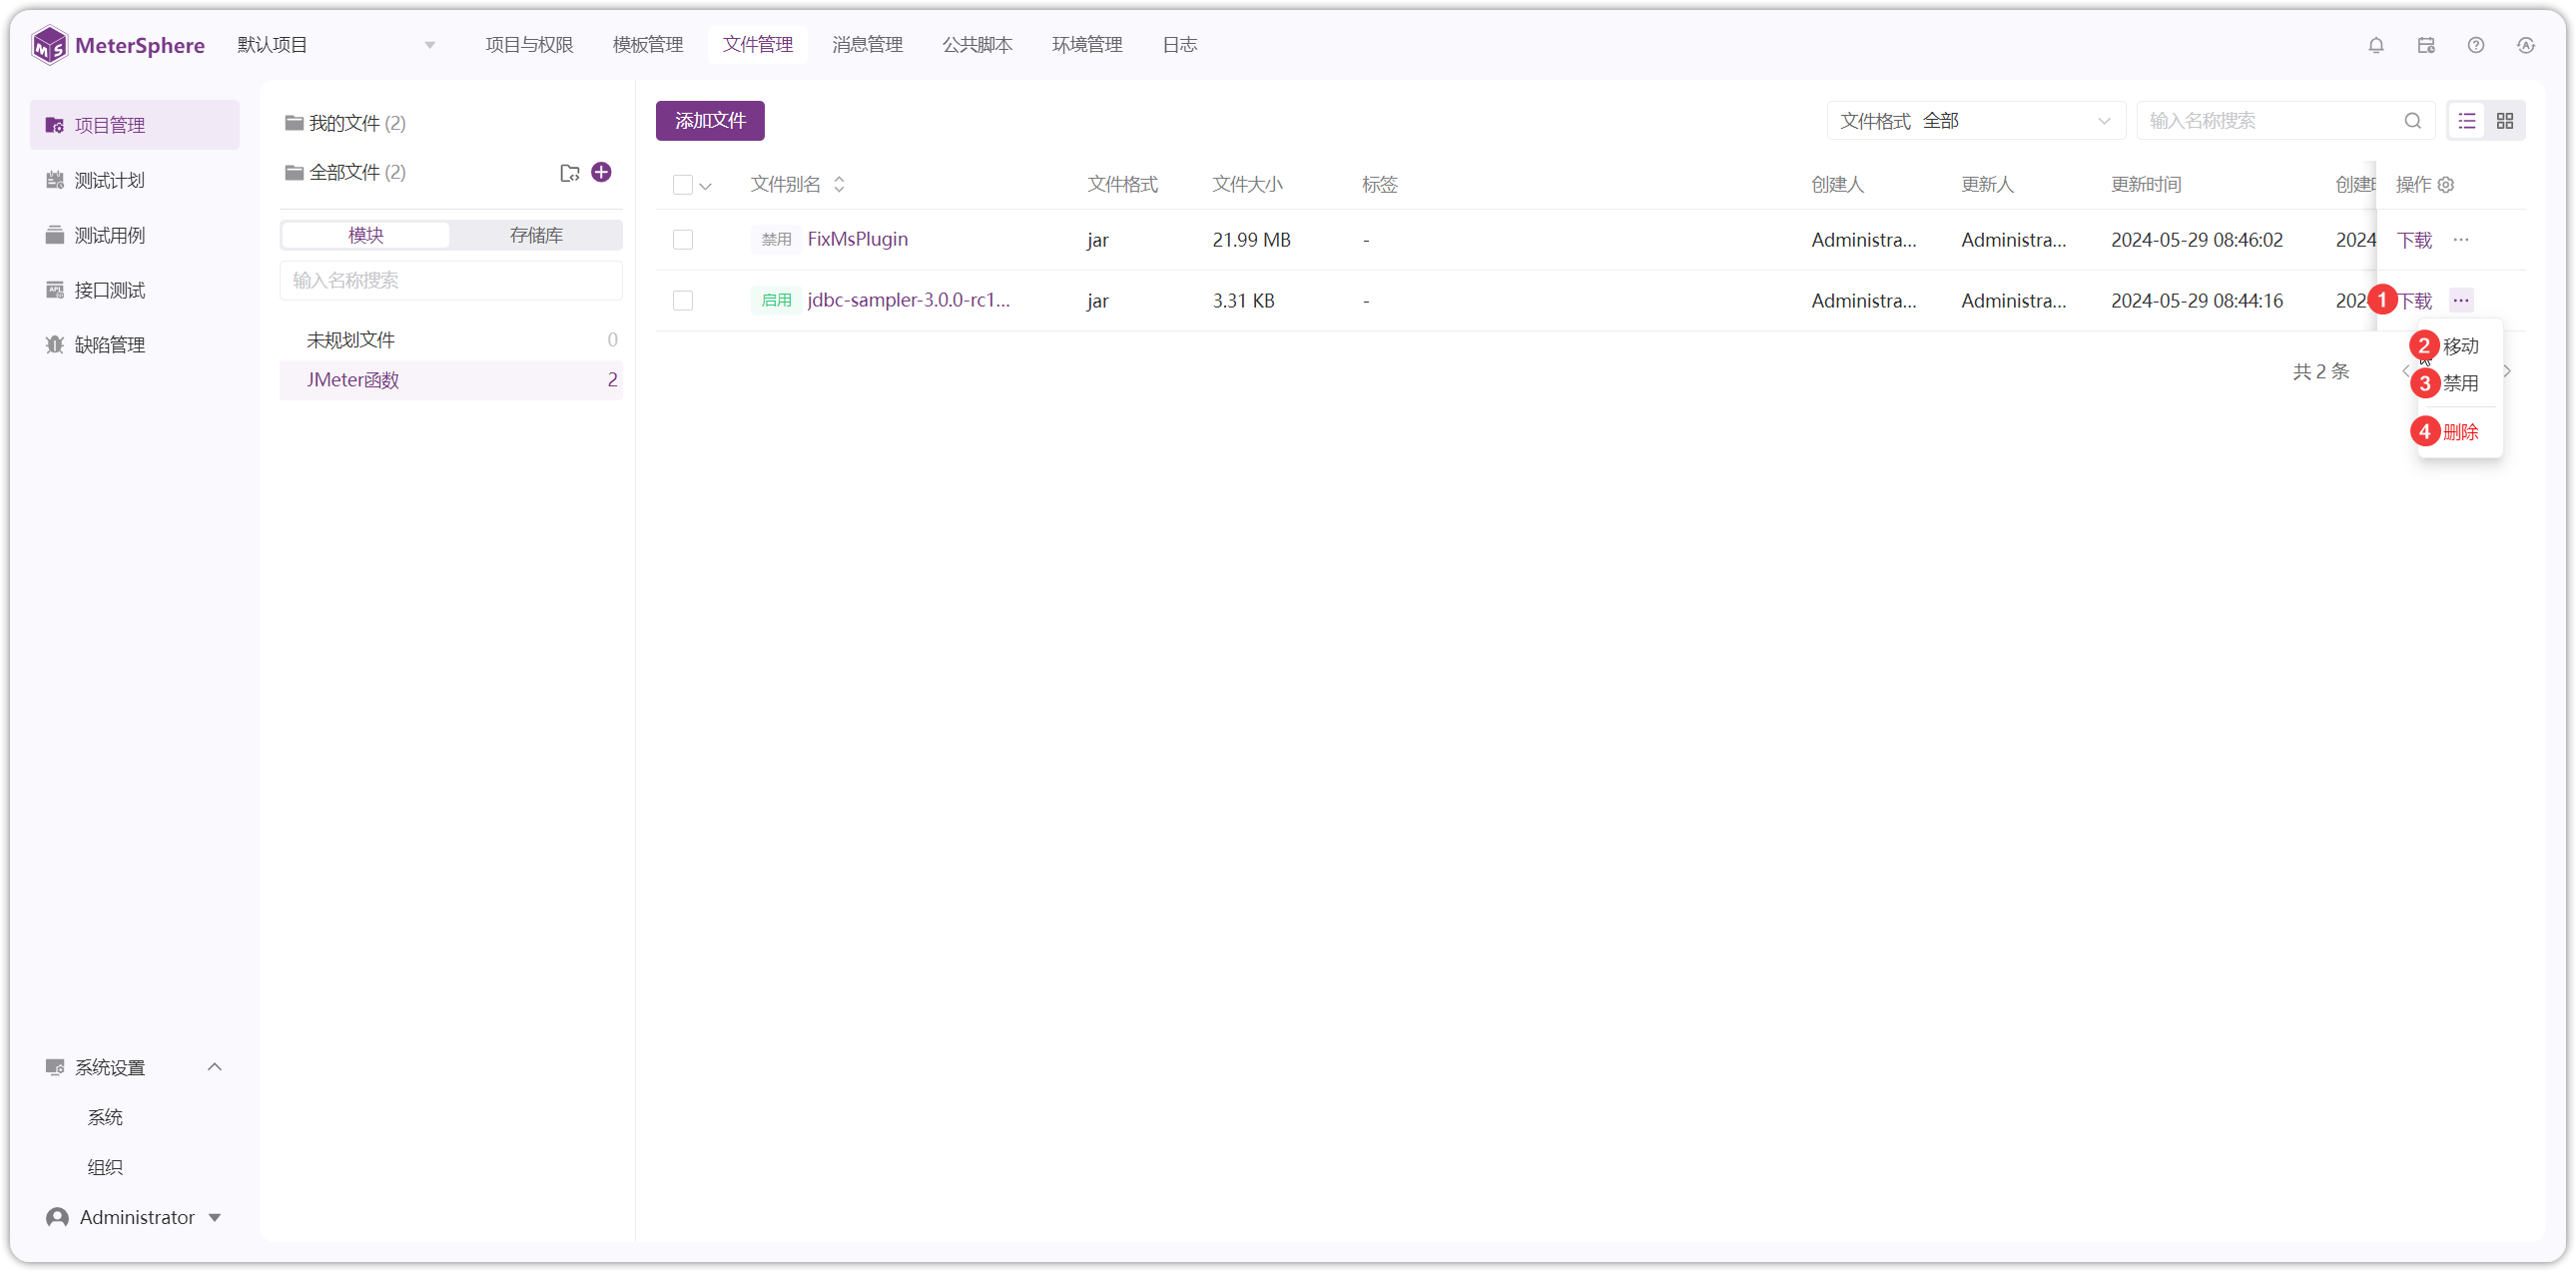 MeterSphere 默认项目 项目与权限 模板管理 文件管理 消息管理 公共脚本 环境管理 日志
项目管理
测试计划
测试用例
接口测试
缺陷管理
系统设置
系统
组织
Administrator
我的文件 (2)
全部文件 (2)
模块 存储库
输入名称搜索
未规划文件 0
JMeter函数 2
添加文件 文件格式 全部 输入名称搜索
文件别名 文件格式 文件大小 标签 创建人 更新人 更新时间 创建 操作
禁用 FixMsPlugin jar 21.99 MB - Administra... Administra... 2024-05-29 08:46:02 2024 下载 ...
启用 jdbc-sampler-3.0.0-rc1... jar 3.31 KB - Administra... Administra... 2024-05-29 08:44:16 202 1 下载 ...
2 移动
共 2 条
3 禁用
4 删除